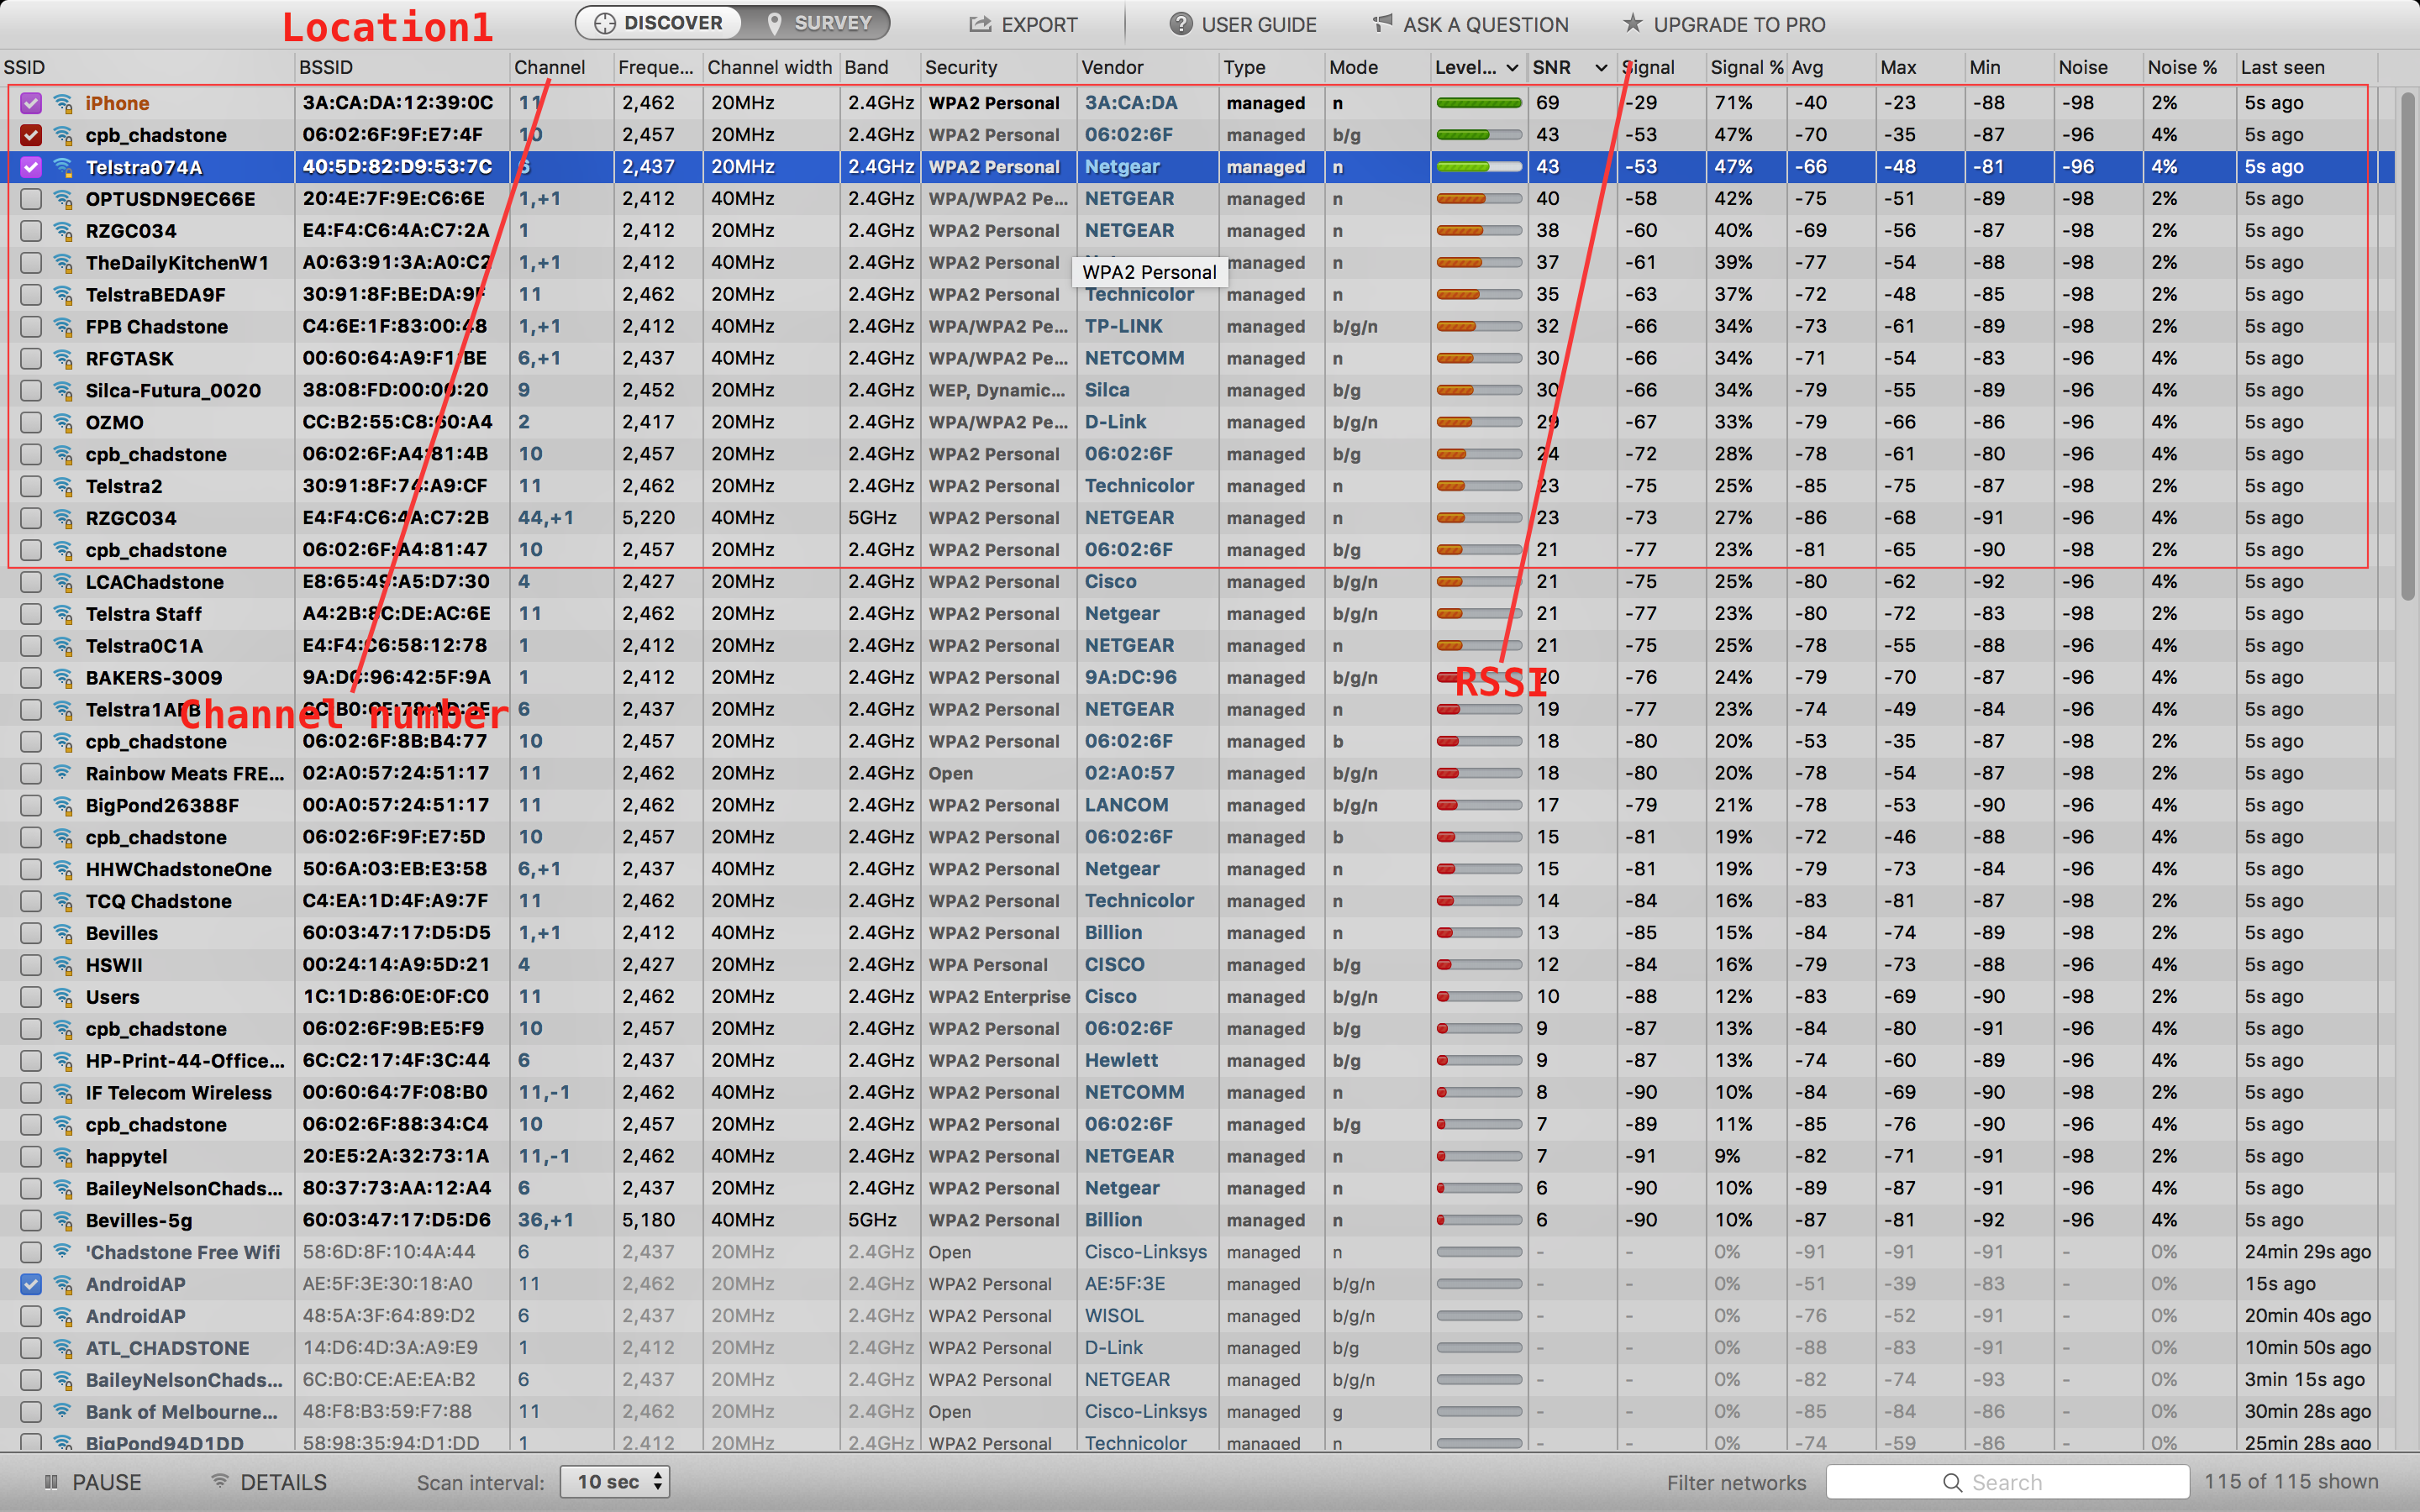 Location1
DISCOVER SURVEY EXPORT USER GUIDE ASK A QUESTION UPGRADE TO PRO
SSID BSSID Channel Freque... Channel width Band Security Vendor Type Mode Level... SNR Signal Signal % Avg Max Min Noise Noise % Last seen
iPhone 3A:CA:DA:12:39:0C 11 2,462 20MHz 2.4GHz WPA2 Personal 3A:CA:DA managed n 69 -29 71% -40 -23 -88 -98 2% 5s ago
cpb_chadstone 06:02:6F:9F:E7:4F 10 2,457 20MHz 2.4GHz WPA2 Personal 06:02:6F managed b/g 43 -53 47% -70 -35 -87 -96 4% 5s ago
Telstra074A 40:5D:82:D9:53:7C 6 2,437 20MHz 2.4GHz WPA2 Personal Netgear managed n 43 -53 47% -66 -48 -81 -96 4% 5s ago
OPTUSDN9EC66E 20:4E:7F:9E:C6:6E 1,+1 2,412 40MHz 2.4GHz WPA/WPA2 Pe... NETGEAR managed n 40 -58 42% -75 -51 -89 -98 2% 5s ago
RZGC034 E4:F4:C6:4A:C7:2A 1 2,412 20MHz 2.4GHz WPA2 Personal NETGEAR managed n 38 -60 40% -69 -56 -87 -98 2% 5s ago
TheDailyKitchenW1 A0:63:91:3A:A0:C2 1,+1 2,412 40MHz 2.4GHz WPA2 Personal managed n 37 -61 39% -77 -54 -88 -98 2% 5s ago
WPA2 Personal
TelstraBEDA9F 30:91:8F:BE:DA:9F 11 2,462 20MHz 2.4GHz WPA2 Personal Technicolor managed n 35 -63 37% -72 -48 -85 -98 2% 5s ago
FPB Chadstone C4:6E:1F:83:00:48 1,+1 2,412 40MHz 2.4GHz WPA/WPA2 Pe... TP-LINK managed b/g/n 32 -66 34% -73 -61 -89 -98 2% 5s ago
RFGTASK 00:60:64:A9:F1:BE 6,+1 2,437 40MHz 2.4GHz WPA/WPA2 Pe... NETCOMM managed n 30 -66 34% -71 -54 -83 -96 4% 5s ago
Silca-Futura_0020 38:08:FD:00:00:20 9 2,452 20MHz 2.4GHz WEP, Dynamic... Silca managed b/g 30 -66 34% -79 -55 -89 -96 4% 5s ago
OZMO CC:B2:55:C8:60:A4 2 2,417 20MHz 2.4GHz WPA/WPA2 Pe... D-Link managed b/g/n 29 -67 33% -79 -66 -86 -96 4% 5s ago
cpb_chadstone 06:02:6F:A4:81:4B 10 2,457 20MHz 2.4GHz WPA2 Personal 06:02:6F managed b/g 24 -72 28% -78 -61 -80 -96 4% 5s ago
Telstra2 30:91:8F:74:A9:CF 11 2,462 20MHz 2.4GHz WPA2 Personal Technicolor managed n 23 -75 25% -85 -75 -87 -98 2% 5s ago
RZGC034 E4:F4:C6:4A:C7:2B 44,+1 5,220 40MHz 5GHz WPA2 Personal NETGEAR managed n 23 -73 27% -86 -68 -91 -96 4% 5s ago
cpb_chadstone 06:02:6F:A4:81:47 10 2,457 20MHz 2.4GHz WPA2 Personal 06:02:6F managed b/g 21 -77 23% -81 -65 -90 -98 2% 5s ago
LCAChadstone E8:65:49:A5:D7:30 4 2,427 20MHz 2.4GHz WPA2 Personal Cisco managed b/g/n 21 -75 25% -80 -62 -92 -96 4% 5s ago
Telstra Staff A4:2B:8C:DE:AC:6E 11 2,462 20MHz 2.4GHz WPA2 Personal Netgear managed b/g/n 21 -77 23% -80 -72 -83 -98 2% 5s ago
Telstra0C1A E4:F4:C6:58:12:78 1 2,412 20MHz 2.4GHz WPA2 Personal NETGEAR managed n 21 -75 25% -78 -55 -88 -96 4% 5s ago
BAKERS-3009 9A:DC:96:42:5F:9A 1 2,412 20MHz 2.4GHz WPA2 Personal 9A:DC:96 managed b/g/n 20 -76 24% -79 -70 -87 -96 4% 5s ago
RSSI
Channel number
6 2,437 20MHz 2.4GHz WPA2 Personal NETGEAR managed n 19 -77 23% -74 -49 -84 -96 4% 5s ago
cpb_chadstone 06:02:6F:8B:B4:77 10 2,457 20MHz 2.4GHz WPA2 Personal 06:02:6F managed b 18 -80 20% -53 -35 -87 -98 2% 5s ago
Rainbow Meats FRE... 02:A0:57:24:51:17 11 2,462 20MHz 2.4GHz Open 02:A0:57 managed b/g/n 18 -80 20% -78 -54 -87 -98 2% 5s ago
BigPond26388F 00:A0:57:24:51:17 11 2,462 20MHz 2.4GHz WPA2 Personal LANCOM managed b/g/n 17 -79 21% -78 -53 -90 -96 4% 5s ago
cpb_chadstone 06:02:6F:9F:E7:5D 10 2,457 20MHz 2.4GHz WPA2 Personal 06:02:6F managed b 15 -81 19% -72 -46 -88 -96 4% 5s ago
HHWChadstoneOne 50:6A:03:EB:E3:58 6,+1 2,437 40MHz 2.4GHz WPA2 Personal Netgear managed n 15 -81 19% -79 -73 -84 -96 4% 5s ago
TCQ Chadstone C4:EA:1D:4F:A9:7F 11 2,462 20MHz 2.4GHz WPA2 Personal Technicolor managed n 14 -84 16% -83 -81 -87 -98 2% 5s ago
Bevilles 60:03:47:17:D5:D5 1,+1 2,412 40MHz 2.4GHz WPA2 Personal Billion managed n 13 -85 15% -84 -74 -89 -98 2% 5s ago
HSWII 00:24:14:A9:5D:21 4 2,427 20MHz 2.4GHz WPA Personal CISCO managed b/g 12 -84 16% -79 -73 -88 -96 4% 5s ago
Users 1C:1D:86:0E:0F:C0 11 2,462 20MHz 2.4GHz WPA2 Enterprise Cisco managed b/g/n 10 -88 12% -83 -69 -90 -98 2% 5s ago
cpb_chadstone 06:02:6F:9B:E5:F9 10 2,457 20MHz 2.4GHz WPA2 Personal 06:02:6F managed b/g 9 -87 13% -84 -80 -91 -96 4% 5s ago
HP-Print-44-Office... 6C:C2:17:4F:3C:44 6 2,437 20MHz 2.4GHz WPA2 Personal Hewlett managed b/g 9 -87 13% -74 -60 -89 -96 4% 5s ago
IF Telecom Wireless 00:60:64:7F:08:B0 11,-1 2,462 40MHz 2.4GHz WPA2 Personal NETCOMM managed n 8 -90 10% -84 -69 -90 -98 2% 5s ago
cpb_chadstone 06:02:6F:88:34:C4 10 2,457 20MHz 2.4GHz WPA2 Personal 06:02:6F managed b/g 7 -89 11% -85 -76 -90 -96 4% 5s ago
happytel 20:E5:2A:32:73:1A 11,-1 2,462 40MHz 2.4GHz WPA2 Personal NETGEAR managed n 7 -91 9% -82 -71 -91 -98 2% 5s ago
BaileyNelsonChads... 80:37:73:AA:12:A4 6 2,437 20MHz 2.4GHz WPA2 Personal Netgear managed n 6 -90 10% -89 -87 -91 -96 4% 5s ago
Bevilles-5g 60:03:47:17:D5:D6 36,+1 5,180 40MHz 5GHz WPA2 Personal Billion managed n 6 -90 10% -87 -81 -92 -96 4% 5s ago
'Chadstone Free Wifi 58:6D:8F:10:4A:44 6 2,437 20MHz 2.4GHz Open Cisco-Linksys managed n - - 0% -91 -91 -91 - 0% 24min 29s ago
AndroidAP AE:5F:3E:30:18:A0 11 2,462 20MHz 2.4GHz WPA2 Personal AE:5F:3E managed b/g/n - - 0% -51 -39 -83 - 0% 15s ago
AndroidAP 48:5A:3F:64:89:D2 6 2,437 20MHz 2.4GHz WPA2 Personal WISOL managed b/g/n - - 0% -76 -52 -91 - 0% 20min 40s ago
ATL_CHADSTONE 14:D6:4D:3A:A9:E9 1 2,412 20MHz 2.4GHz WPA2 Personal D-Link managed b/g - - 0% -88 -83 -91 - 0% 10min 50s ago
BaileyNelsonChads... 6C:B0:CE:AE:EA:B2 6 2,437 20MHz 2.4GHz WPA2 Personal NETGEAR managed b/g/n - - 0% -82 -74 -93 - 0% 3min 15s ago
Bank of Melbourne... 48:F8:B3:59:F7:88 11 2,462 20MHz 2.4GHz Open Cisco-Linksys managed g - - 0% -85 -84 -86 - 0% 30min 28s ago
BigPond94D1DD 58:98:35:94:D1:DD 1 2,412 20MHz 2.4GHz WPA2 Personal Technicolor managed n - - 0% -74 -59 -86 - 0% 25min 28s ago
PAUSE DETAILS Scan interval: 10 sec Filter networks Search 115 of 115 shown